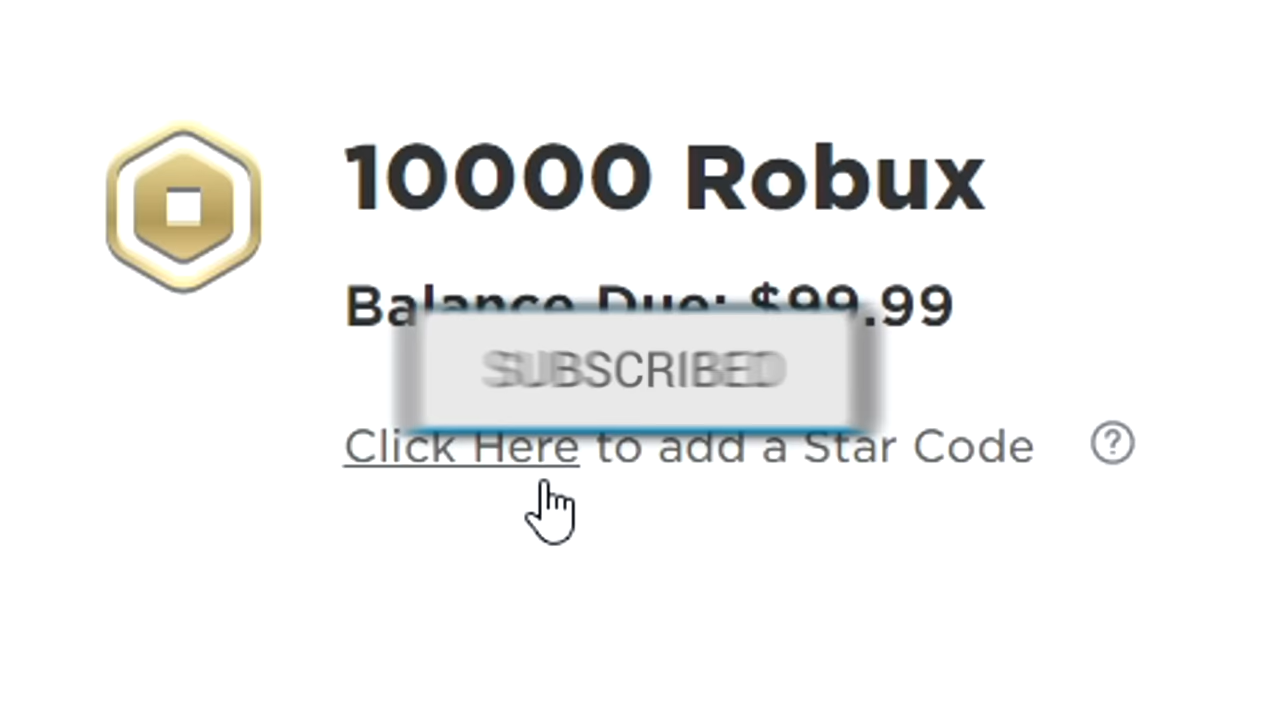 10000 Robux
Balance Due: $99.99
SUBSCRIBED
Click Here to add a Star Code ?